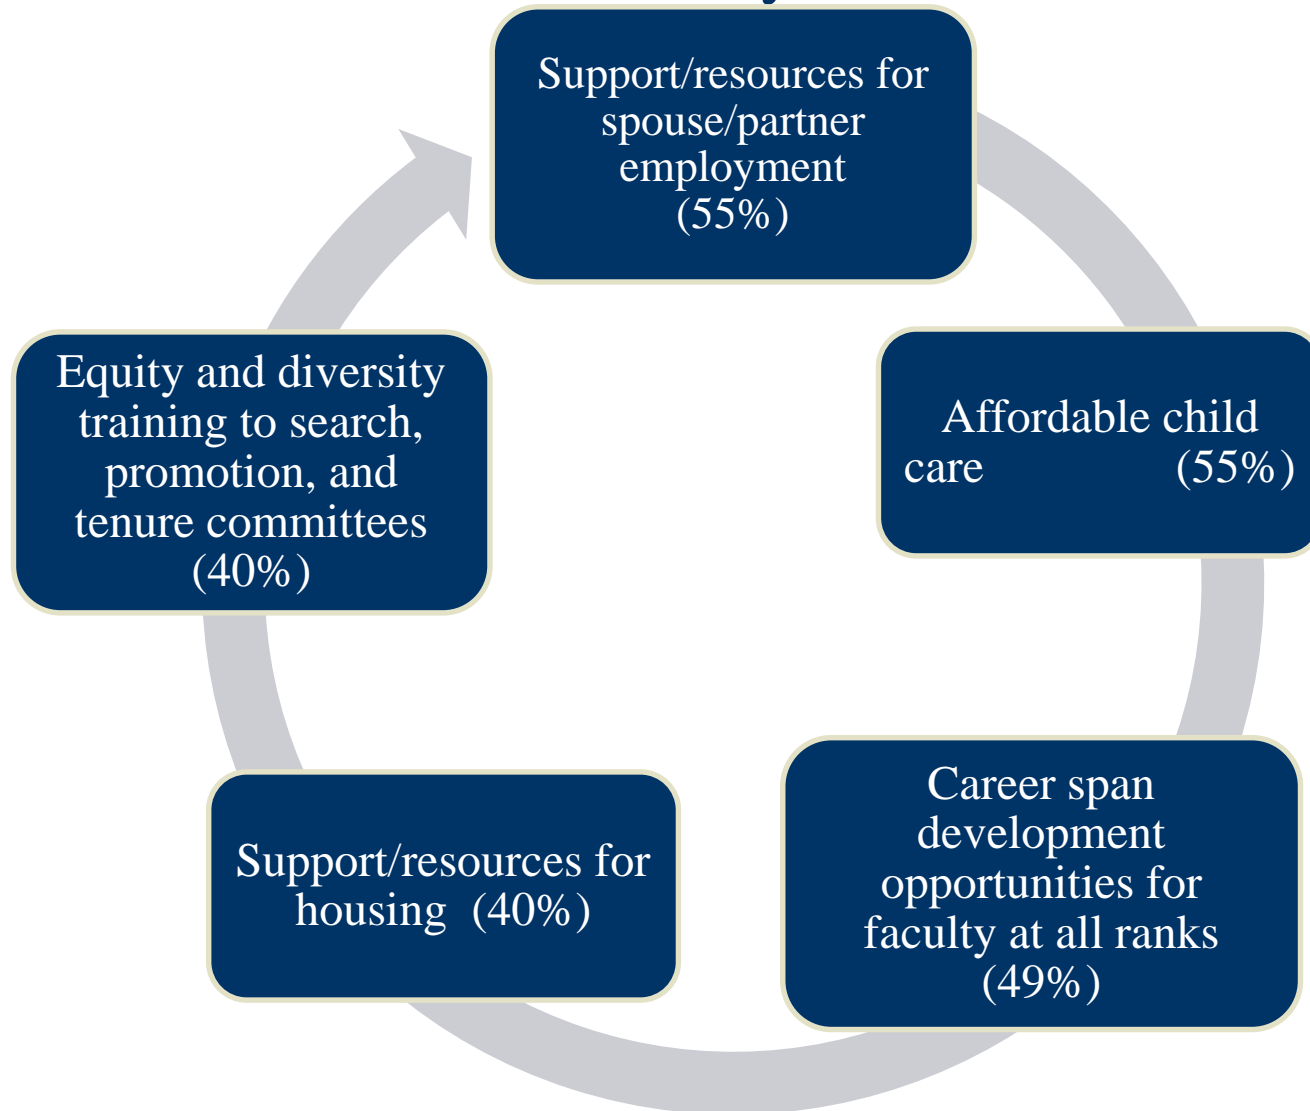 Support/resources for
spouse/partner
employment
(55%)
Affordable child
care (55%)
Career span
development
opportunities for
faculty at all ranks
(49%)
Support/resources for
housing (40%)
Equity and diversity
training to search,
promotion, and
tenure committees
(40%)